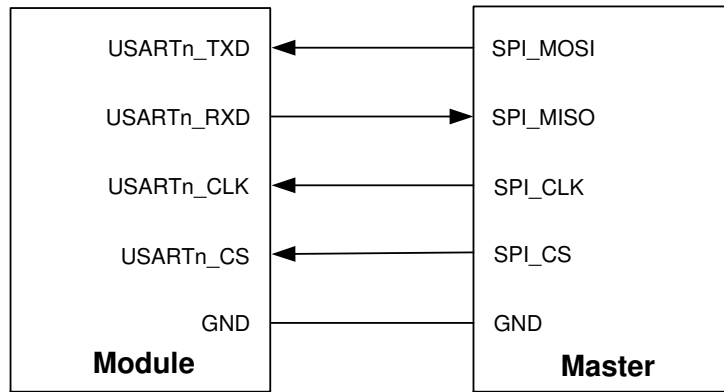 USARTn_TXD SPI_MOSI
USARTn_RXD SPI_MISO
USARTn_CLK SPI_CLK
USARTn_CS SPI_CS
GND GND
Module Master